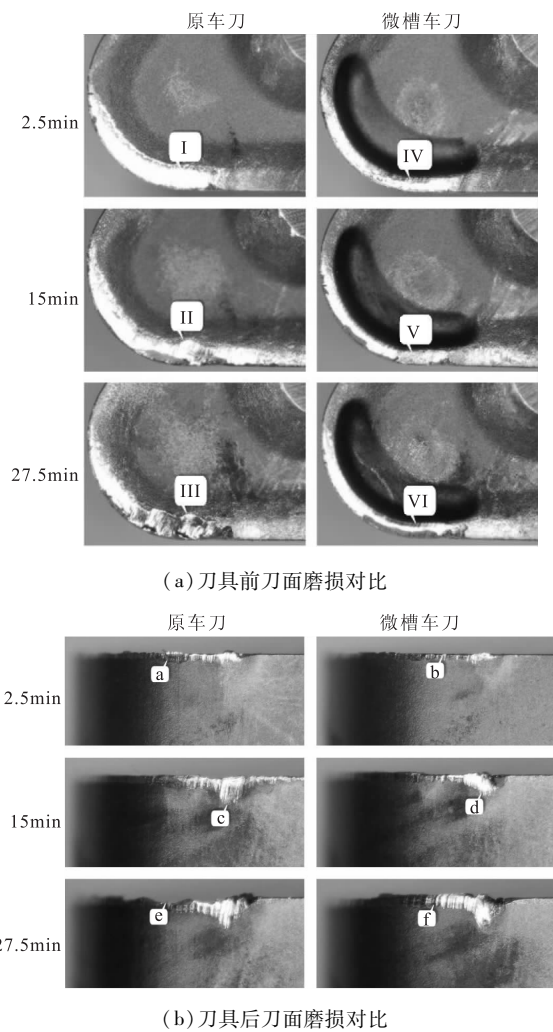 原车刀 微槽车刀
2.5min I IV
15min II V
27.5min III VI
(a)刀具前刀面磨损对比
原车刀 微槽车刀
2.5min a b
15min c d
27.5min e f
(b)刀具后刀面磨损对比